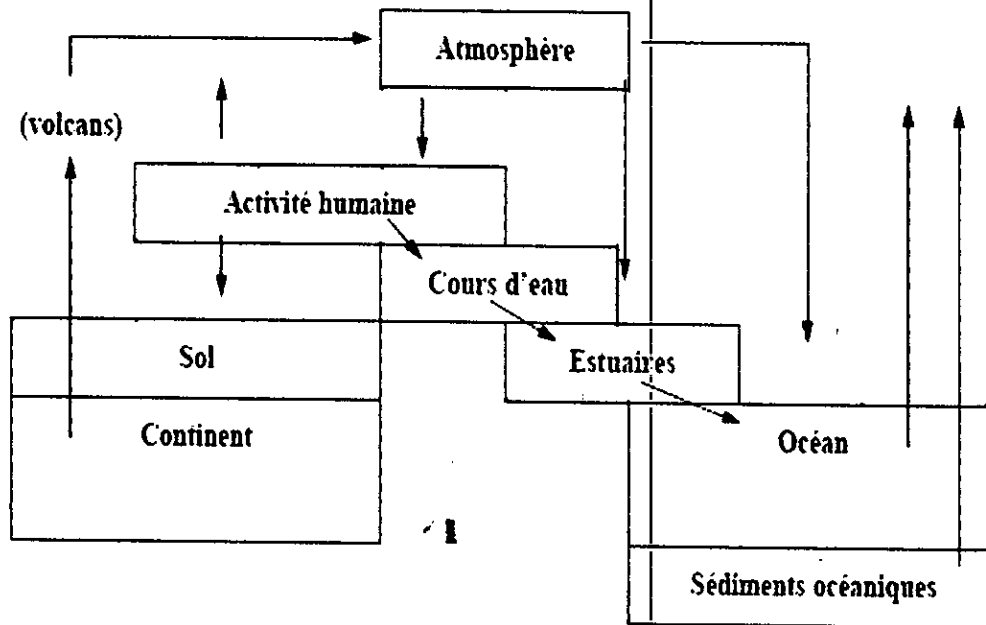 Atmosphère
(volcans)
Activité humaine
Cours d'eau
Sol
Estuaires
Continent
Océan
Sédiments océaniques